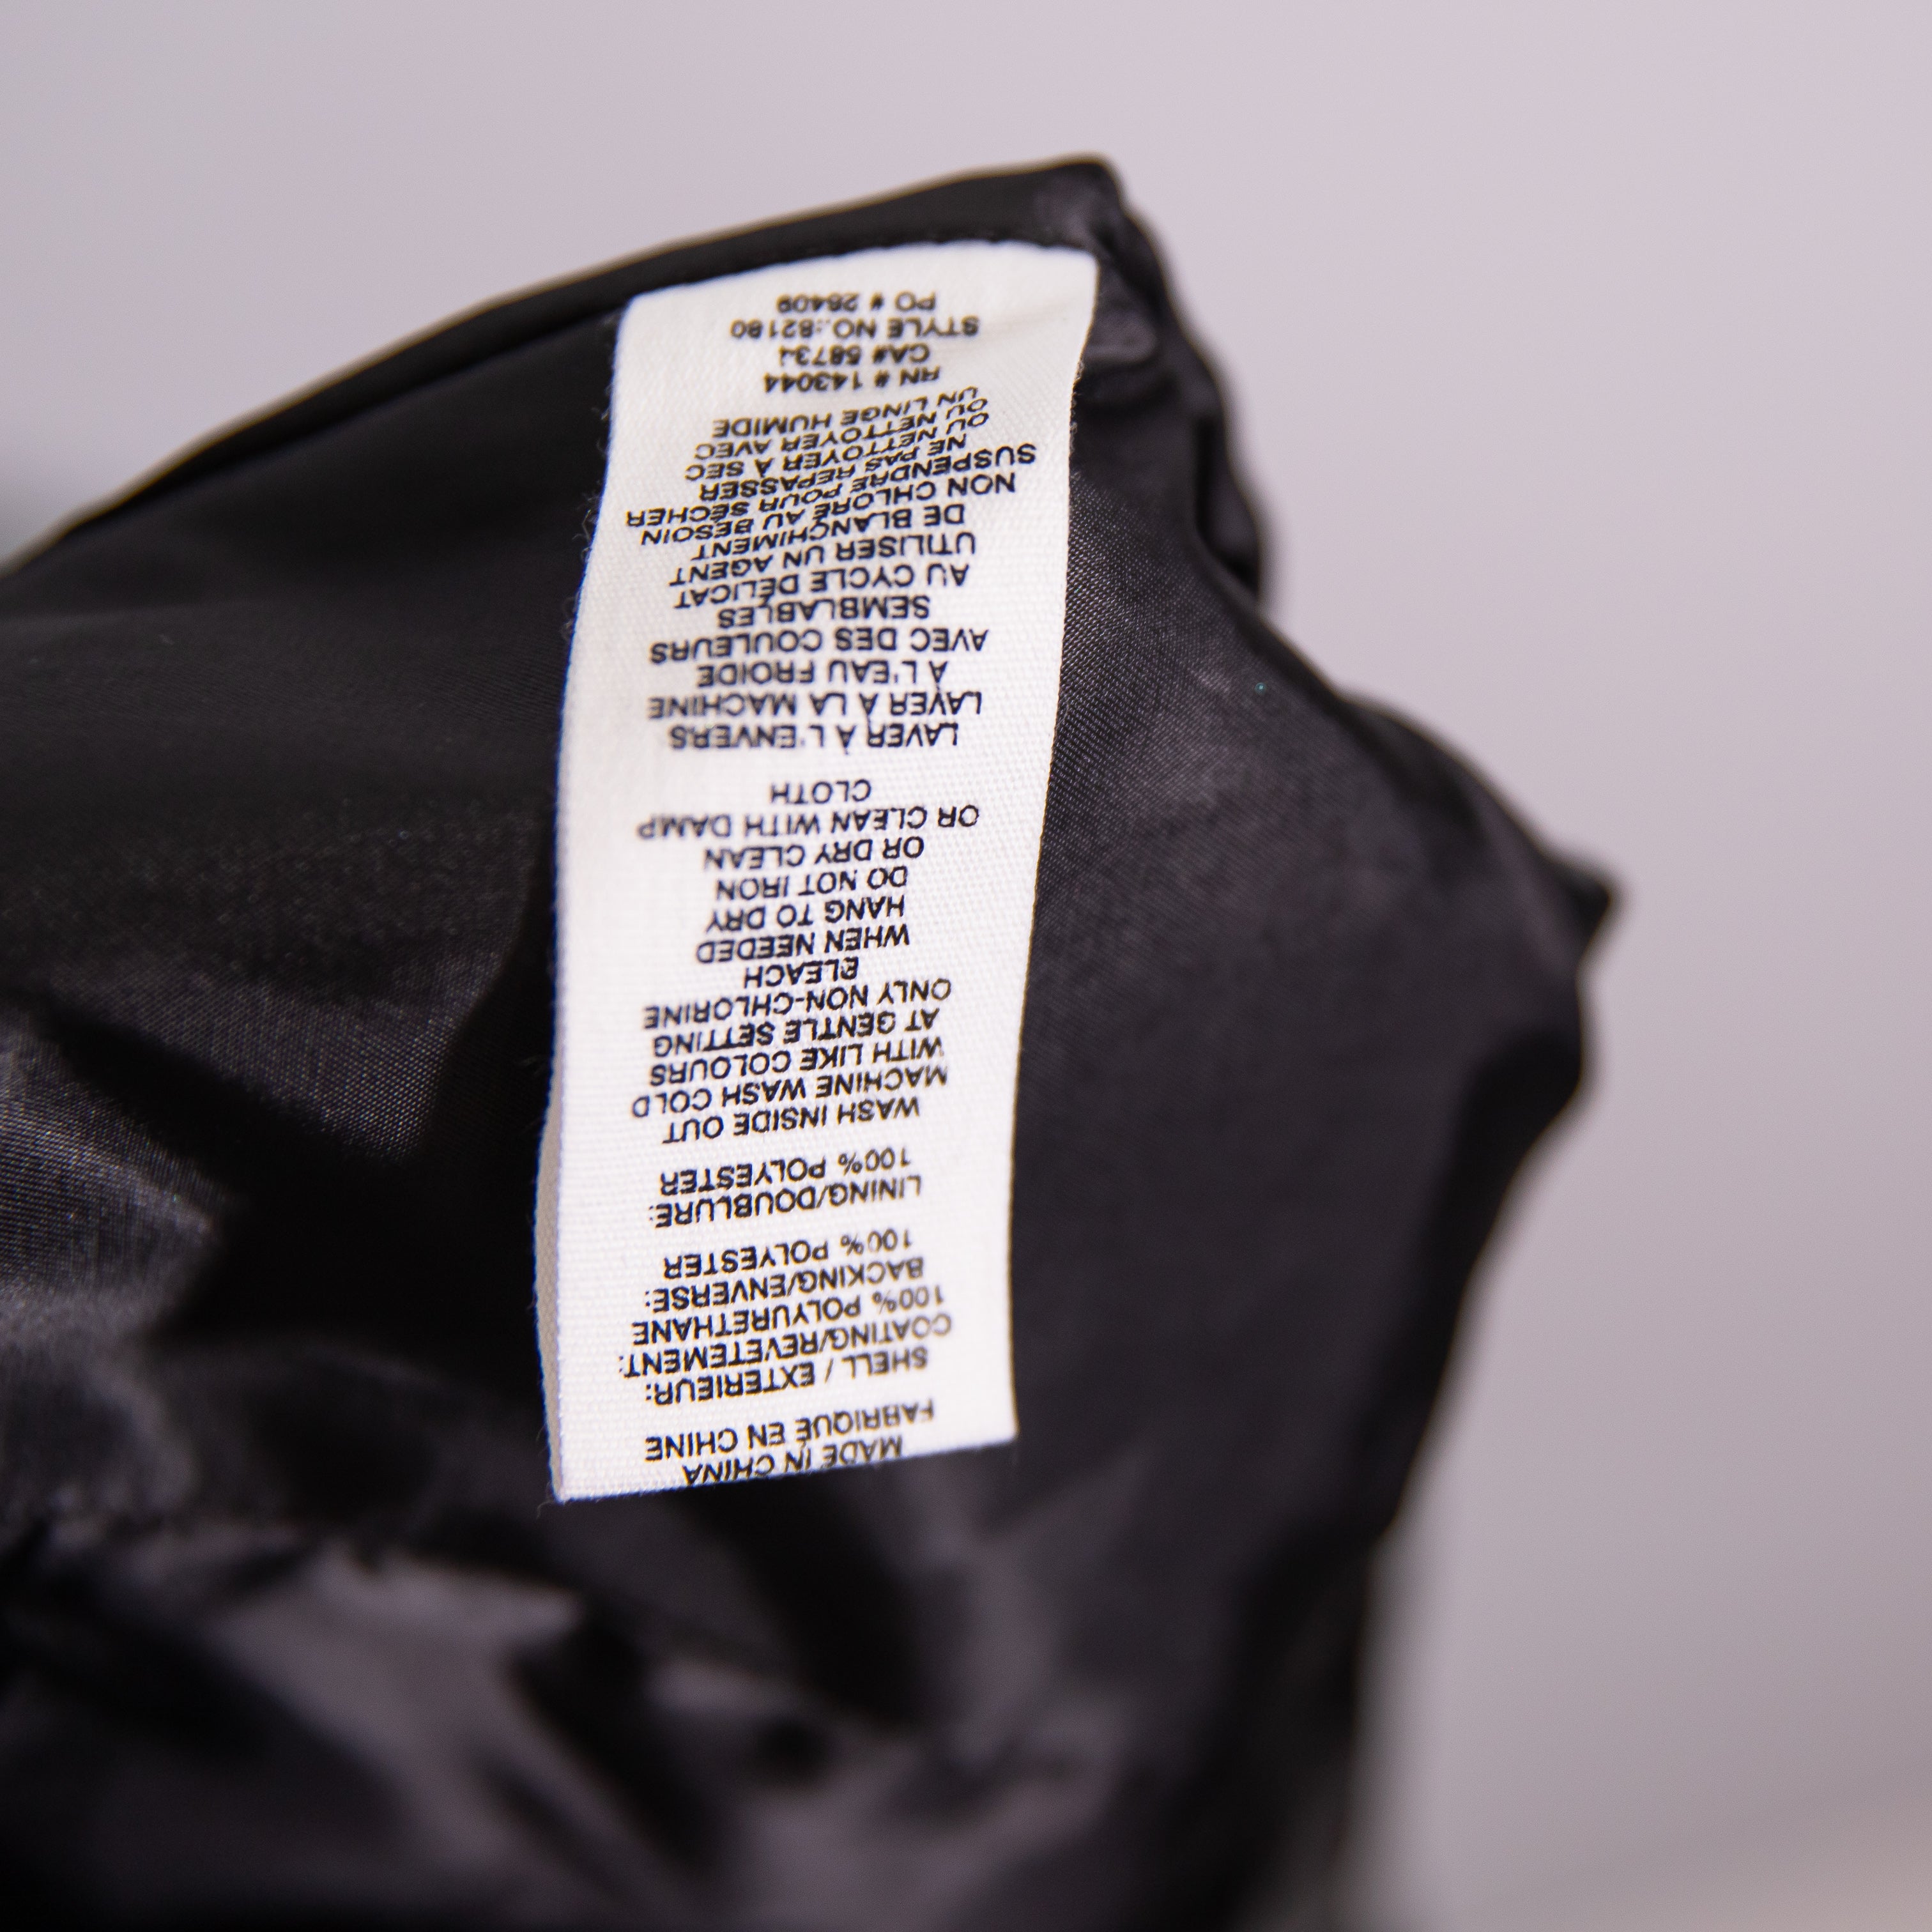 MADE IN CHINA
FABRIQUÉ EN CHINE
SHELL / EXTERIEUR:
COATING/REVETEMENT:
100% POLYURETHANE
BACKING/ENVERSE:
100% POLYESTER
LINING/DOUBLURE:
100% POLYESTER
WASH INSIDE OUT
MACHINE WASH COLD
WITH LIKE COLOURS
AT GENTLE SETTING
ONLY NON-CHLORINE
BLEACH
WHEN NEEDED
HANG TO DRY
DO NOT IRON
OR DRY CLEAN
OR CLEAN WITH DAMP
CLOTH
LAVER À L'ENVERS
LAVER À LA MACHINE
À L'EAU FROIDE
AVEC DES COULEURS
SEMBLABLES
AU CYCLE DÉLICAT
UTILISER UN AGENT
DE BLANCHIMENT
NON CHLORÉ AU BESOIN
SUSPENDRE POUR SÉCHER
NE PAS REPASSER
OU NETTOYER À SEC
OU NETTOYER AVEC
UN LINGE HUMIDE
RN # 143044
CA# 58734
STYLE NO.:82180
PO # 26409